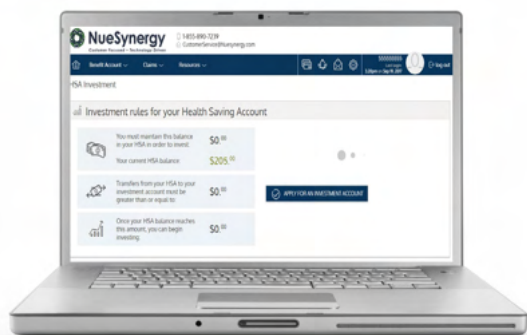 NueSynergy
Customer Focused • Technology Driven
1-855-890-7239
CustomerService@Nuesynergy.com
Benefit Account
Claims
Resources
Last login:
Log out
HSA Investment
Investment rules for your Health Saving Account
You must maintain this balance
in your HSA in order to invest:
$0.00
Your current HSA balance:
$205.
Transfers from your HSA to your
investment account must be
greater than or equal to:
$0.00
APPLY FOR AN INVESTMENT ACCOUNT
Once your HSA balance reaches
this amount, you can begin
investing.
$0.00